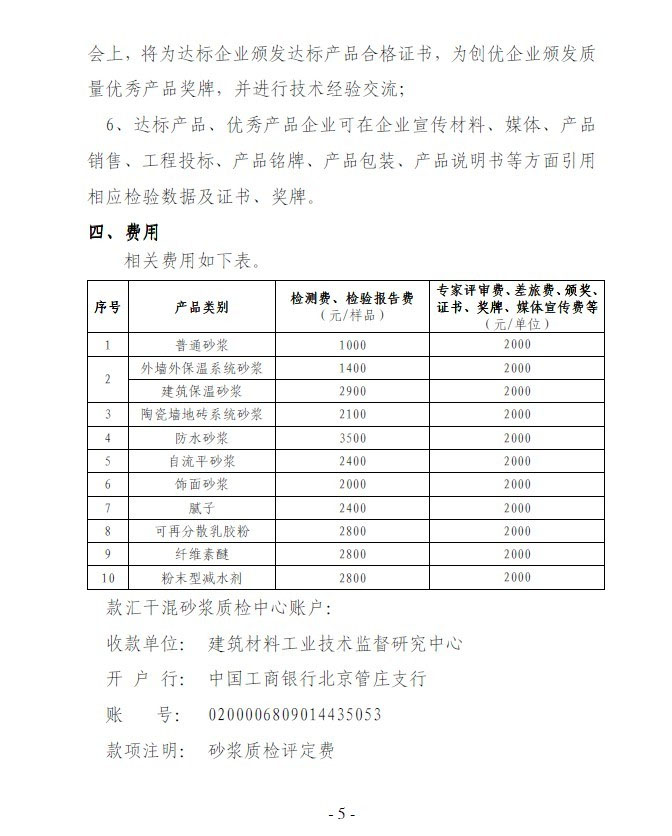 会上，将为达标企业颁发达标产品合格证书，为创优企业颁发质
量优秀产品奖牌，并进行技术经验交流；
6、达标产品、优秀产品企业可在企业宣传材料、媒体、产品
销售、工程投标、产品铭牌、产品包装、产品说明书等方面引用
相应检验数据及证书、奖牌。
四、费用
相关费用如下表。
序号 产品类别 检测费、检验报告费（元/样品） 专家评审费、差旅费、颁奖、证书、奖牌、媒体宣传费等（元/单位）
1 普通砂浆 1000 2000
2 外墙外保温系统砂浆 1400 2000
建筑保温砂浆 2900 2000
3 陶瓷墙地砖系统砂浆 2100 2000
4 防水砂浆 3500 2000
5 自流平砂浆 2400 2000
6 饰面砂浆 2000 2000
7 腻子 2400 2000
8 可再分散乳胶粉 2800 2000
9 纤维素醚 2800 2000
10 粉末型减水剂 2800 2000
款汇干混砂浆质检中心账户：
收款单位： 建筑材料工业技术监督研究中心
开 户 行： 中国工商银行北京管庄支行
账 号： 0200006809014435053
款项注明： 砂浆质检评定费
- 5 -